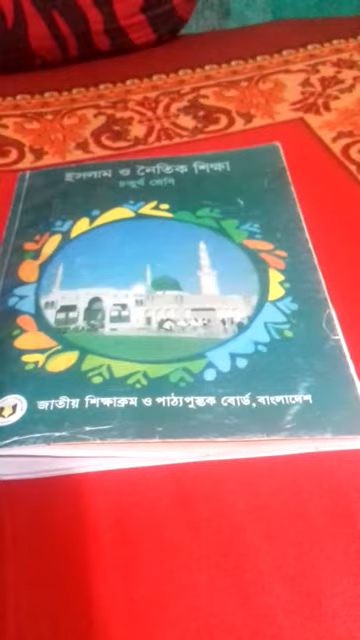 ইসলাম ও নৈতিক শিক্ষা
চতুর্থ শ্রেণি
জাতীয় শিক্ষাক্রম ও পাঠ্যপুস্তক বোর্ড, বাংলাদেশ